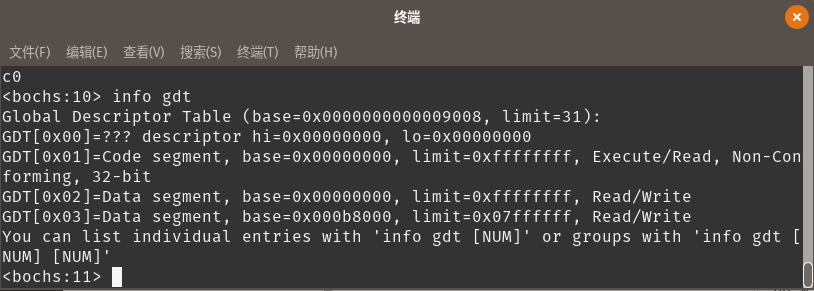 终端
文件(F) 编辑(E) 查看(V) 搜索(S) 终端(T) 帮助(H)
c0
<bochs:10> info gdt
Global Descriptor Table (base=0x0000000000009008, limit=31):
GDT[0x00]=??? descriptor hi=0x00000000, lo=0x00000000
GDT[0x01]=Code segment, base=0x00000000, limit=0xffffffff, Execute/Read, Non-Con
forming, 32-bit
GDT[0x02]=Data segment, base=0x00000000, limit=0xffffffff, Read/Write
GDT[0x03]=Data segment, base=0x000b8000, limit=0x07ffffff, Read/Write
You can list individual entries with 'info gdt [NUM]' or groups with 'info gdt [
NUM] [NUM]'
<bochs:11>